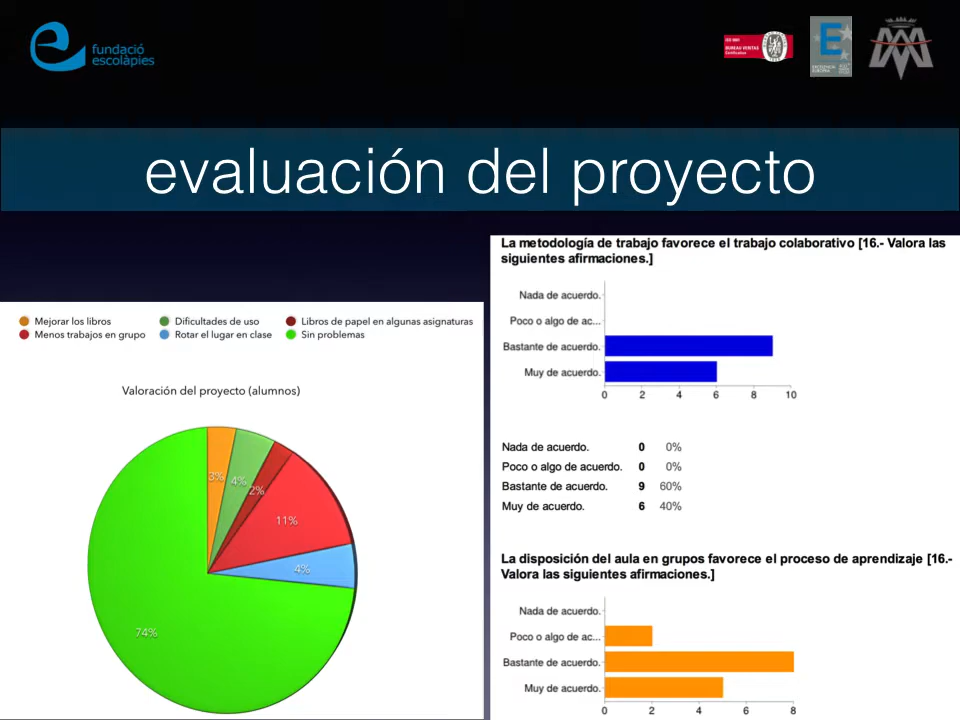 fundació
escolàpies
ISO 9001
BUREAU VERITAS
Certification
evaluación del proyecto
Mejorar los libros
Dificultades de uso
Libros de papel en algunas asignaturas
Menos trabajos en grupo
Rotar el lugar en clase
Sin problemas
Valoración del proyecto (alumnos)
3%
4%
2%
11%
4%
74%
La metodología de trabajo favorece el trabajo colaborativo [16.- Valora las
siguientes afirmaciones.]
Nada de acuerdo.
Poco o algo de ac...
Bastante de acuerdo.
Muy de acuerdo.
0 2 4 6 8 10
Nada de acuerdo. 0 0%
Poco o algo de acuerdo. 0 0%
Bastante de acuerdo. 9 60%
Muy de acuerdo. 6 40%
La disposición del aula en grupos favorece el proceso de aprendizaje [16.-
Valora las siguientes afirmaciones.]
Nada de acuerdo.
Poco o algo de ac...
Bastante de acuerdo.
Muy de acuerdo.
0 2 4 6 8